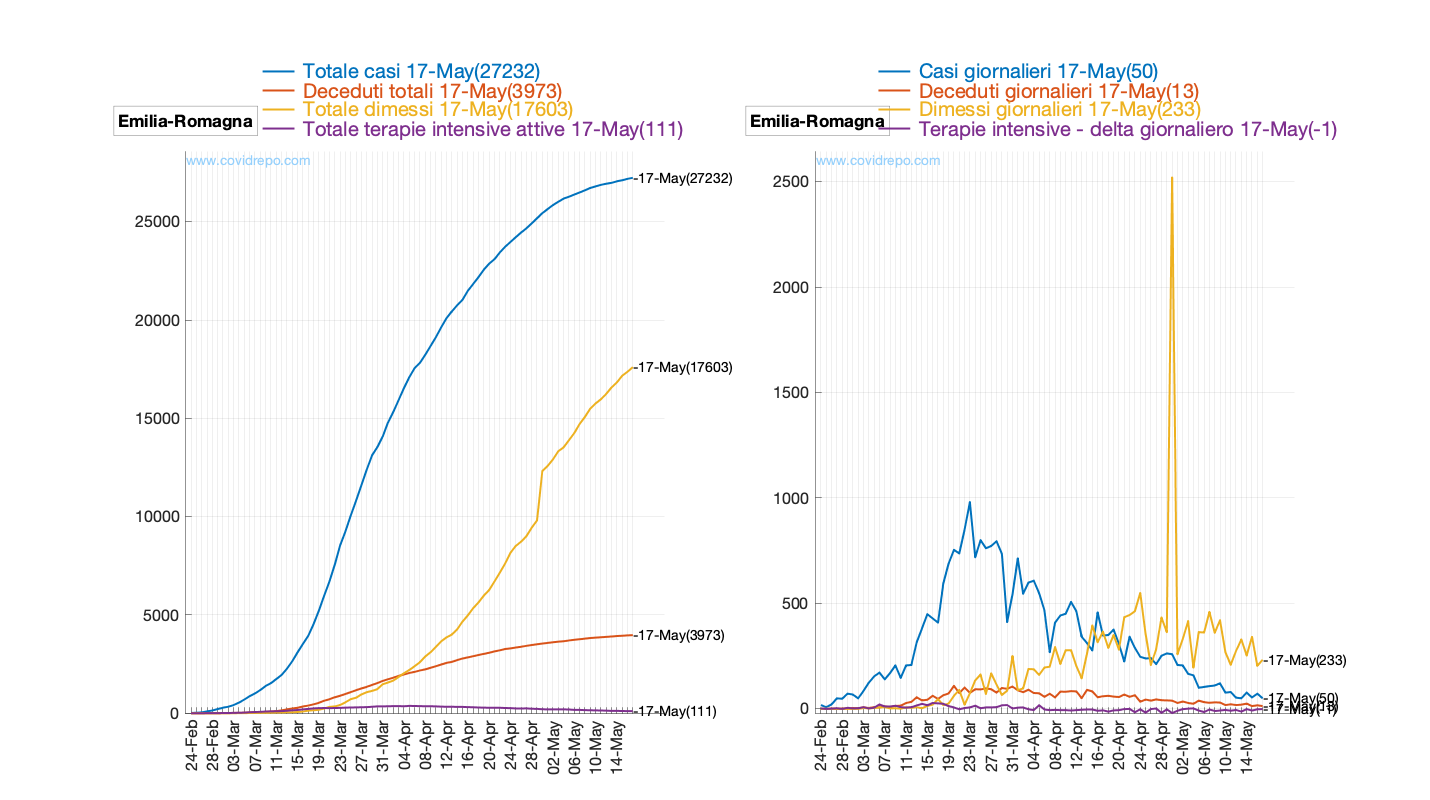 Totale casi 17-May(27232)
Deceduti totali 17-May(3973)
Totale dimessi 17-May(17603)
Totale terapie intensive attive 17-May(111)
Emilia-Romagna
www.covidrepo.com
-17-May(27232)
25000
20000
-17-May(17603)
15000
10000
5000
-17-May(3973)
0
-17-May(111)
24-Feb
28-Feb
03-Mar
07-Mar
11-Mar
15-Mar
19-Mar
23-Mar
27-Mar
31-Mar
04-Apr
08-Apr
12-Apr
16-Apr
20-Apr
24-Apr
28-Apr
02-May
06-May
10-May
14-May
Casi giornalieri 17-May(50)
Deceduti giornalieri 17-May(13)
Dimessi giornalieri 17-May(233)
Terapie intensive - delta giornaliero 17-May(-1)
Emilia-Romagna
www.covidrepo.com
2500
2000
1500
1000
500
-17-May(233)
0
-17-May(50)
-17-May(13)
-17-May(-1)
24-Feb
28-Feb
03-Mar
07-Mar
11-Mar
15-Mar
19-Mar
23-Mar
27-Mar
31-Mar
04-Apr
08-Apr
12-Apr
16-Apr
20-Apr
24-Apr
28-Apr
02-May
06-May
10-May
14-May